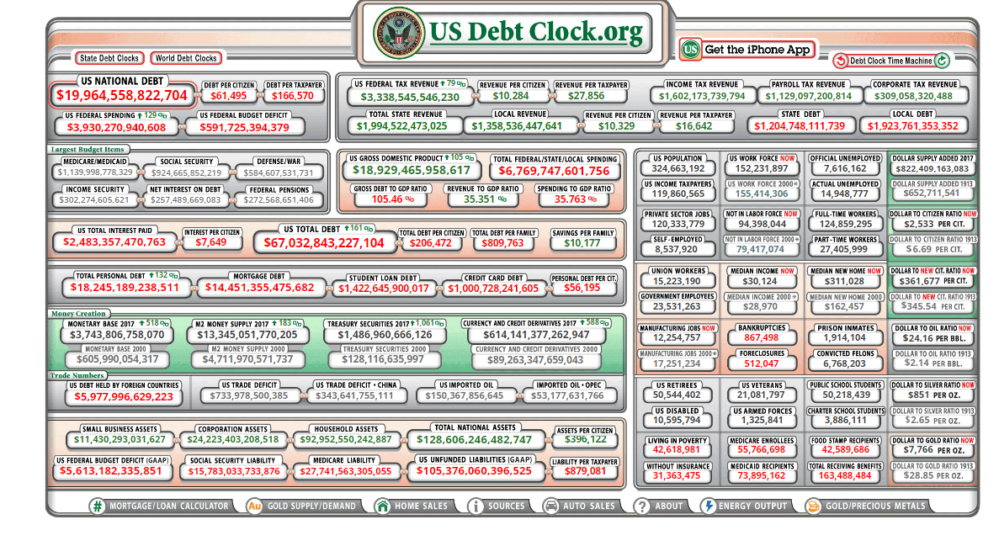 US Debt Clock.org
State Debt Clocks
World Debt Clocks
US
Get the iPhone App
Debt Clock Time Machine
US NATIONAL DEBT
$19,964,558,822,704
DEBT PER CITIZEN
$61,495
DEBT PER TAXPAYER
$166,570
US FEDERAL SPENDING 129%
$3,930,270,940,608
US FEDERAL BUDGET DEFICIT
$591,725,394,379
US FEDERAL TAX REVENUE 79%
$3,338,545,546,230
REVENUE PER CITIZEN
$10,284
REVENUE PER TAXPAYER
$27,856
INCOME TAX REVENUE
$1,602,173,739,794
PAYROLL TAX REVENUE
$1,129,097,200,814
CORPORATE TAX REVENUE
$309,058,320,488
TOTAL STATE REVENUE
$1,994,522,473,025
LOCAL REVENUE
$1,358,536,447,641
REVENUE PER CITIZEN
$10,329
REVENUE PER TAXPAYER
$16,642
STATE DEBT
$1,204,748,111,739
LOCAL DEBT
$1,923,761,353,352
Largest Budget Items
MEDICARE/MEDICAID
$1,139,998,778,329
SOCIAL SECURITY
$924,665,852,219
DEFENSE/WAR
$584,607,531,731
INCOME SECURITY
$302,274,605,621
NET INTEREST ON DEBT
$257,489,669,083
FEDERAL PENSIONS
$272,568,651,406
US GROSS DOMESTIC PRODUCT 105%
$18,929,465,958,617
TOTAL FEDERAL/STATE/LOCAL SPENDING
$6,769,747,601,756
GROSS DEBT TO GDP RATIO
105.46 %
REVENUE TO GDP RATIO
35.351 %
SPENDING TO GDP RATIO
35.763 %
US TOTAL INTEREST PAID
$2,483,357,470,763
INTEREST PER CITIZEN
$7,649
US TOTAL DEBT 161%
$67,032,843,227,104
TOTAL DEBT PER CITIZEN
$206,472
TOTAL DEBT PER FAMILY
$809,763
SAVINGS PER FAMILY
$10,177
TOTAL PERSONAL DEBT 132%
$18,245,189,238,511
MORTGAGE DEBT
$14,451,355,475,682
STUDENT LOAN DEBT
$1,422,645,900,017
CREDIT CARD DEBT
$1,000,728,241,605
PERSONAL DEBT PER CIT.
$56,195
Money Creation
MONETARY BASE 2017 518%
$3,743,806,758,070
M2 MONEY SUPPLY 2017 183%
$13,345,051,770,205
TREASURY SECURITIES 2017 1,061%
$1,486,960,666,126
CURRENCY AND CREDIT DERIVATIVES 2017 588%
$614,141,377,262,947
MONETARY BASE 2000
$605,990,054,317
M2 MONEY SUPPLY 2000
$4,711,970,571,737
TREASURY SECURITIES 2000
$128,116,635,997
CURRENCY AND CREDIT DERIVATIVES 2000
$89,263,347,659,043
Trade Numbers
US DEBT HELD BY FOREIGN COUNTRIES
$5,977,996,629,223
US TRADE DEFICIT
$733,978,500,385
US TRADE DEFICIT • CHINA
$343,641,755,111
US IMPORTED OIL
$150,367,856,645
IMPORTED OIL • OPEC
$53,177,631,766
SMALL BUSINESS ASSETS
$11,430,293,031,627
CORPORATION ASSETS
$24,223,403,208,518
HOUSEHOLD ASSETS
$92,952,550,242,887
TOTAL NATIONAL ASSETS
$128,606,246,482,747
ASSETS PER CITIZEN
$396,122
US FEDERAL BUDGET DEFICIT (GAAP)
$5,613,182,335,851
SOCIAL SECURITY LIABILITY
$15,783,033,733,876
MEDICARE LIABILITY
$27,741,563,305,055
US UNFUNDED LIABILITIES (GAAP)
$105,376,060,396,525
LIABILITY PER TAXPAYER
$879,081
US POPULATION
324,663,192
US WORK FORCE NOW
152,231,897
OFFICIAL UNEMPLOYED
7,616,162
DOLLAR SUPPLY ADDED 2017
$822,409,163,083
US INCOME TAXPAYERS
119,860,565
US WORK FORCE 2000*
155,414,306
ACTUAL UNEMPLOYED
14,948,777
DOLLAR SUPPLY ADDED 1913
$652,711,541
PRIVATE SECTOR JOBS
120,333,779
NOT IN LABOR FORCE NOW
94,398,044
FULL-TIME WORKERS
124,859,295
DOLLAR TO CITIZEN RATIO NOW
$2,533 PER CIT.
SELF-EMPLOYED
8,537,920
NOT IN LABOR FORCE 2000*
79,417,074
PART-TIME WORKERS
27,405,999
DOLLAR TO CITIZEN RATIO 1913
$6.69 PER CIT.
UNION WORKERS
15,223,190
MEDIAN INCOME NOW
$30,124
MEDIAN NEW HOME NOW
$311,028
DOLLAR TO NEW CIT. RATIO NOW
$361,677 PER CIT.
GOVERNMENT EMPLOYEES
23,531,263
MEDIAN INCOME 2000*
$28,970
MEDIAN NEW HOME 2000
$162,457
DOLLAR TO NEW CIT. RATIO 1913
$345.54 PER CIT.
MANUFACTURING JOBS NOW
12,254,757
BANKRUPTCIES
867,498
PRISON INMATES
1,914,104
DOLLAR TO OIL RATIO NOW
$24.16 PER BBL.
MANUFACTURING JOBS 2000*
17,251,234
FORECLOSURES
512,047
CONVICTED FELONS
6,768,203
DOLLAR TO OIL RATIO 1913
$2.14 PER BBL.
US RETIREES
50,544,402
US VETERANS
21,081,797
PUBLIC SCHOOL STUDENTS
50,218,439
DOLLAR TO SILVER RATIO NOW
$851 PER OZ.
US DISABLED
10,595,794
US ARMED FORCES
1,325,841
CHARTER SCHOOL STUDENTS
3,886,111
DOLLAR TO SILVER RATIO 1913
$2.65 PER OZ.
LIVING IN POVERTY
42,618,981
MEDICARE ENROLLEES
55,766,698
FOOD STAMP RECIPIENTS
42,589,686
DOLLAR TO GOLD RATIO NOW
$7,766 PER OZ.
WITHOUT INSURANCE
31,363,475
MEDICAID RECIPIENTS
73,895,162
TOTAL RECEIVING BENEFITS
163,488,484
DOLLAR TO GOLD RATIO 1913
$28.85 PER OZ.
# MORTGAGE/LOAN CALCULATOR
Au GOLD SUPPLY/DEMAND
HOME SALES
i SOURCES
AUTO SALES
? ABOUT
ENERGY OUTPUT
GOLD/PRECIOUS METALS